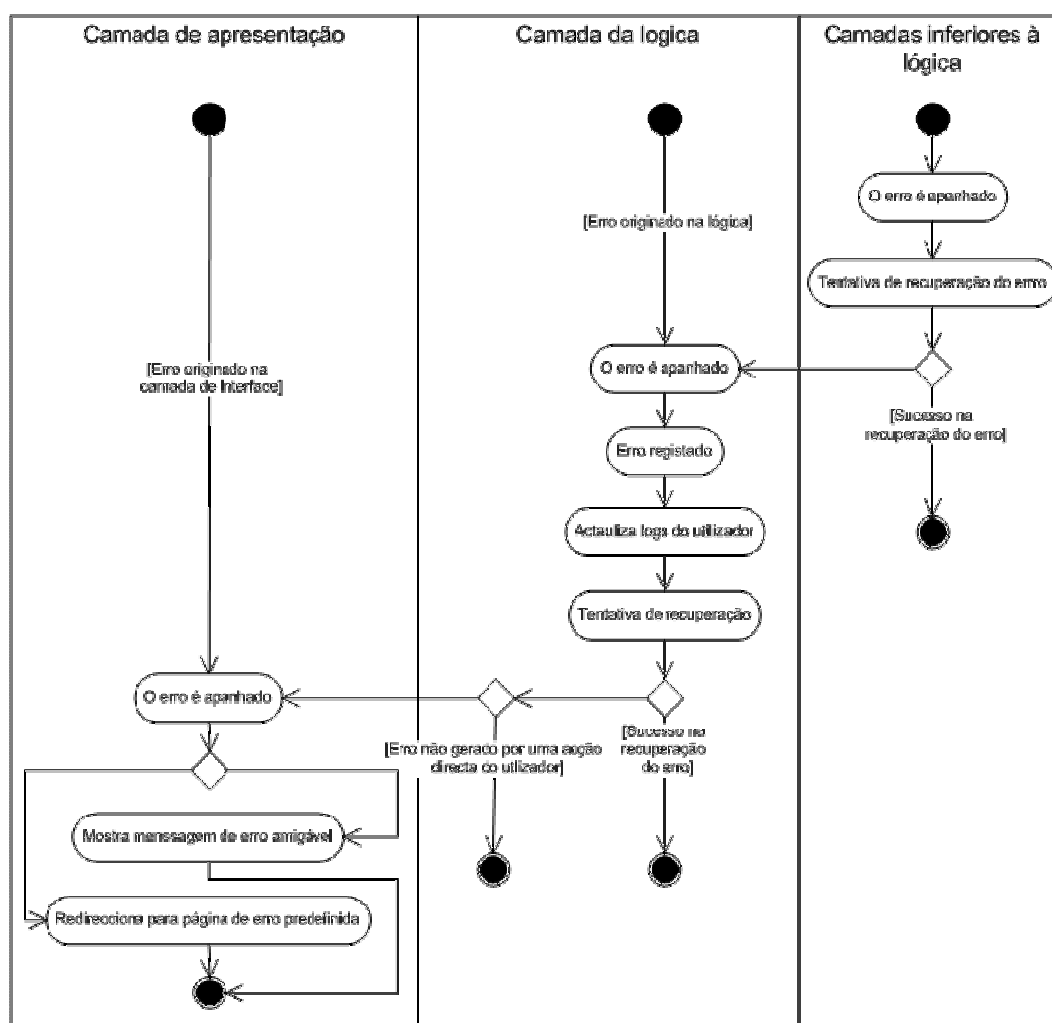 Camada de apresentação
Camada da logica
Camadas inferiores à
lógica
O erro é apanhado
[Erro originado na lógica]
Tentativa de recuperação do erro
[Erro originado na
camada de Interface]
O erro é apanhado
[Sucesso na
recuperação do erro]
Erro registado
Actauliza logs do utilizador
Tentativa de recuperação
O erro é apanhado
[Erro não gerado por uma acção
directa do utlizador]
[Sucesso na
recuperação
do erro]
Mostra menssagem de erro amigável
Redirecciona para página de erro predefinida